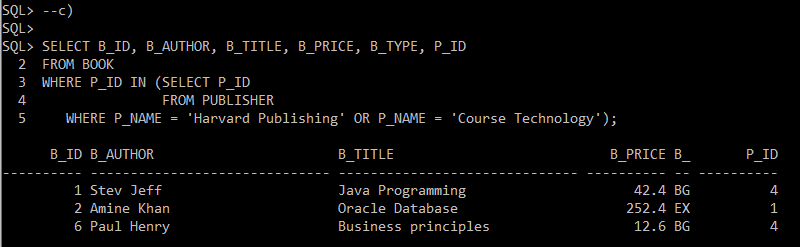 SQL> --c)
SQL>
SQL> SELECT B_ID, B_AUTHOR, B_TITLE, B_PRICE, B_TYPE, P_ID
  2  FROM BOOK
  3  WHERE P_ID IN (SELECT P_ID
  4                 FROM PUBLISHER
  5     WHERE P_NAME = 'Harvard Publishing' OR P_NAME = 'Course Technology');
      B_ID B_AUTHOR                       B_TITLE                           B_PRICE B_       P_ID
---------- ------------------------------ ------------------------------ ---------- -- ----------
         1 Stev Jeff                      Java Programming                     42.4 BG          4
         2 Amine Khan                     Oracle Database                     252.4 EX          1
         6 Paul Henry                     Business principles                  12.6 BG          4